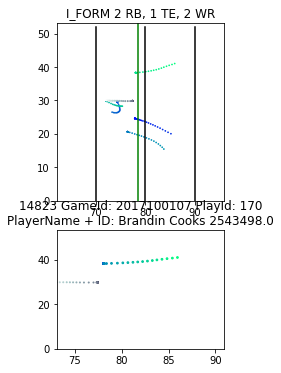 I_FORM 2 RB, 1 TE, 2 WR
50
40
30
20
10
0
70 80 90
14823 GameId: 2017100107 PlayId: 170
PlayerName + ID: Brandin Cooks 2543498.0
40
20
0
75 80 85 90